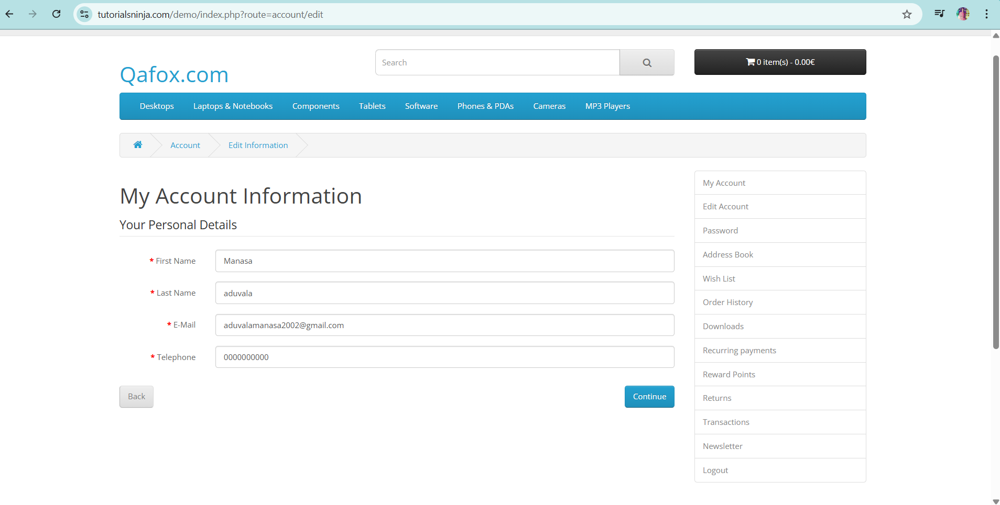 tutorialsninja.com/demo/index.php?route=account/edit
Qafox.com
Search
0 item(s) - 0.00€
Desktops Laptops & Notebooks Components Tablets Software Phones & PDAs Cameras MP3 Players
Account Edit Information
My Account Information
Your Personal Details
* First Name Manasa
* Last Name aduvala
* E-Mail aduvalamanasa2002@gmail.com
* Telephone 0000000000
Back Continue
My Account
Edit Account
Password
Address Book
Wish List
Order History
Downloads
Recurring payments
Reward Points
Returns
Transactions
Newsletter
Logout